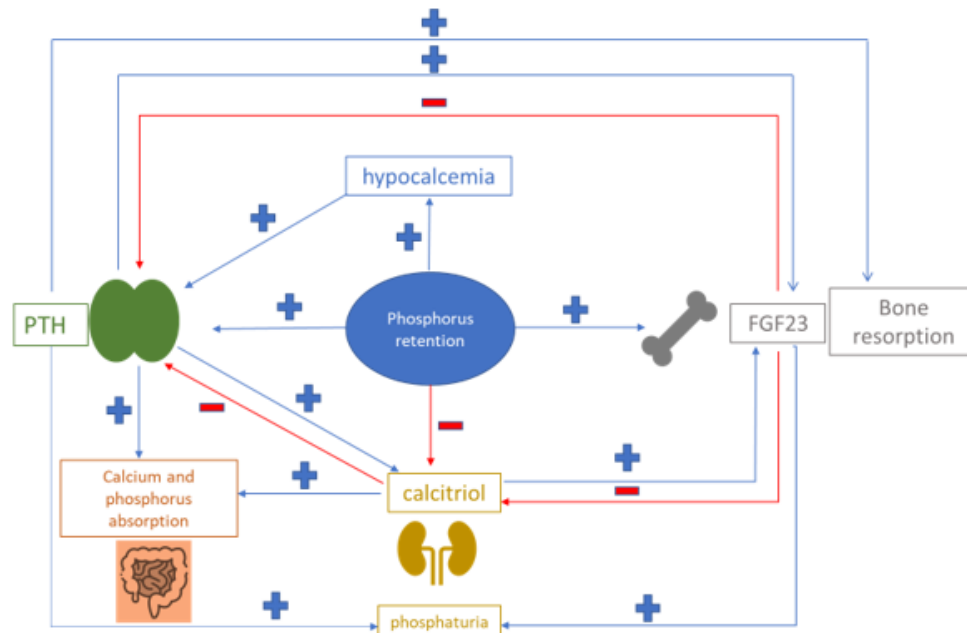 hypocalcemia
PTH
Phosphorus
retention
FGF23
Bone
resorption
Calcium and
phosphorus
absorption
calcitriol
phosphaturia